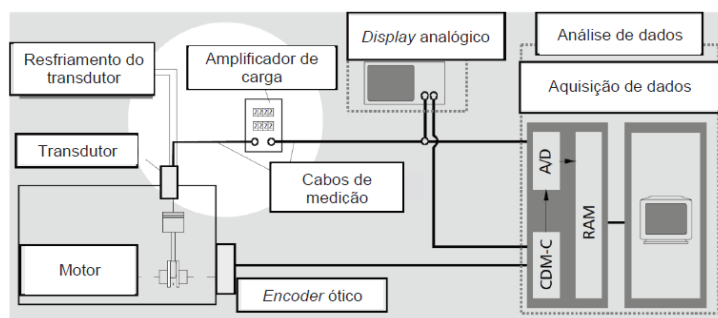 Resfriamento do
transdutor
Amplificador de
carga
Display analógico
Análise de dados
Aquisição de dados
Transdutor
Cabos de
medição
A/D
RAM
CDM-C
Motor
Encoder ótico